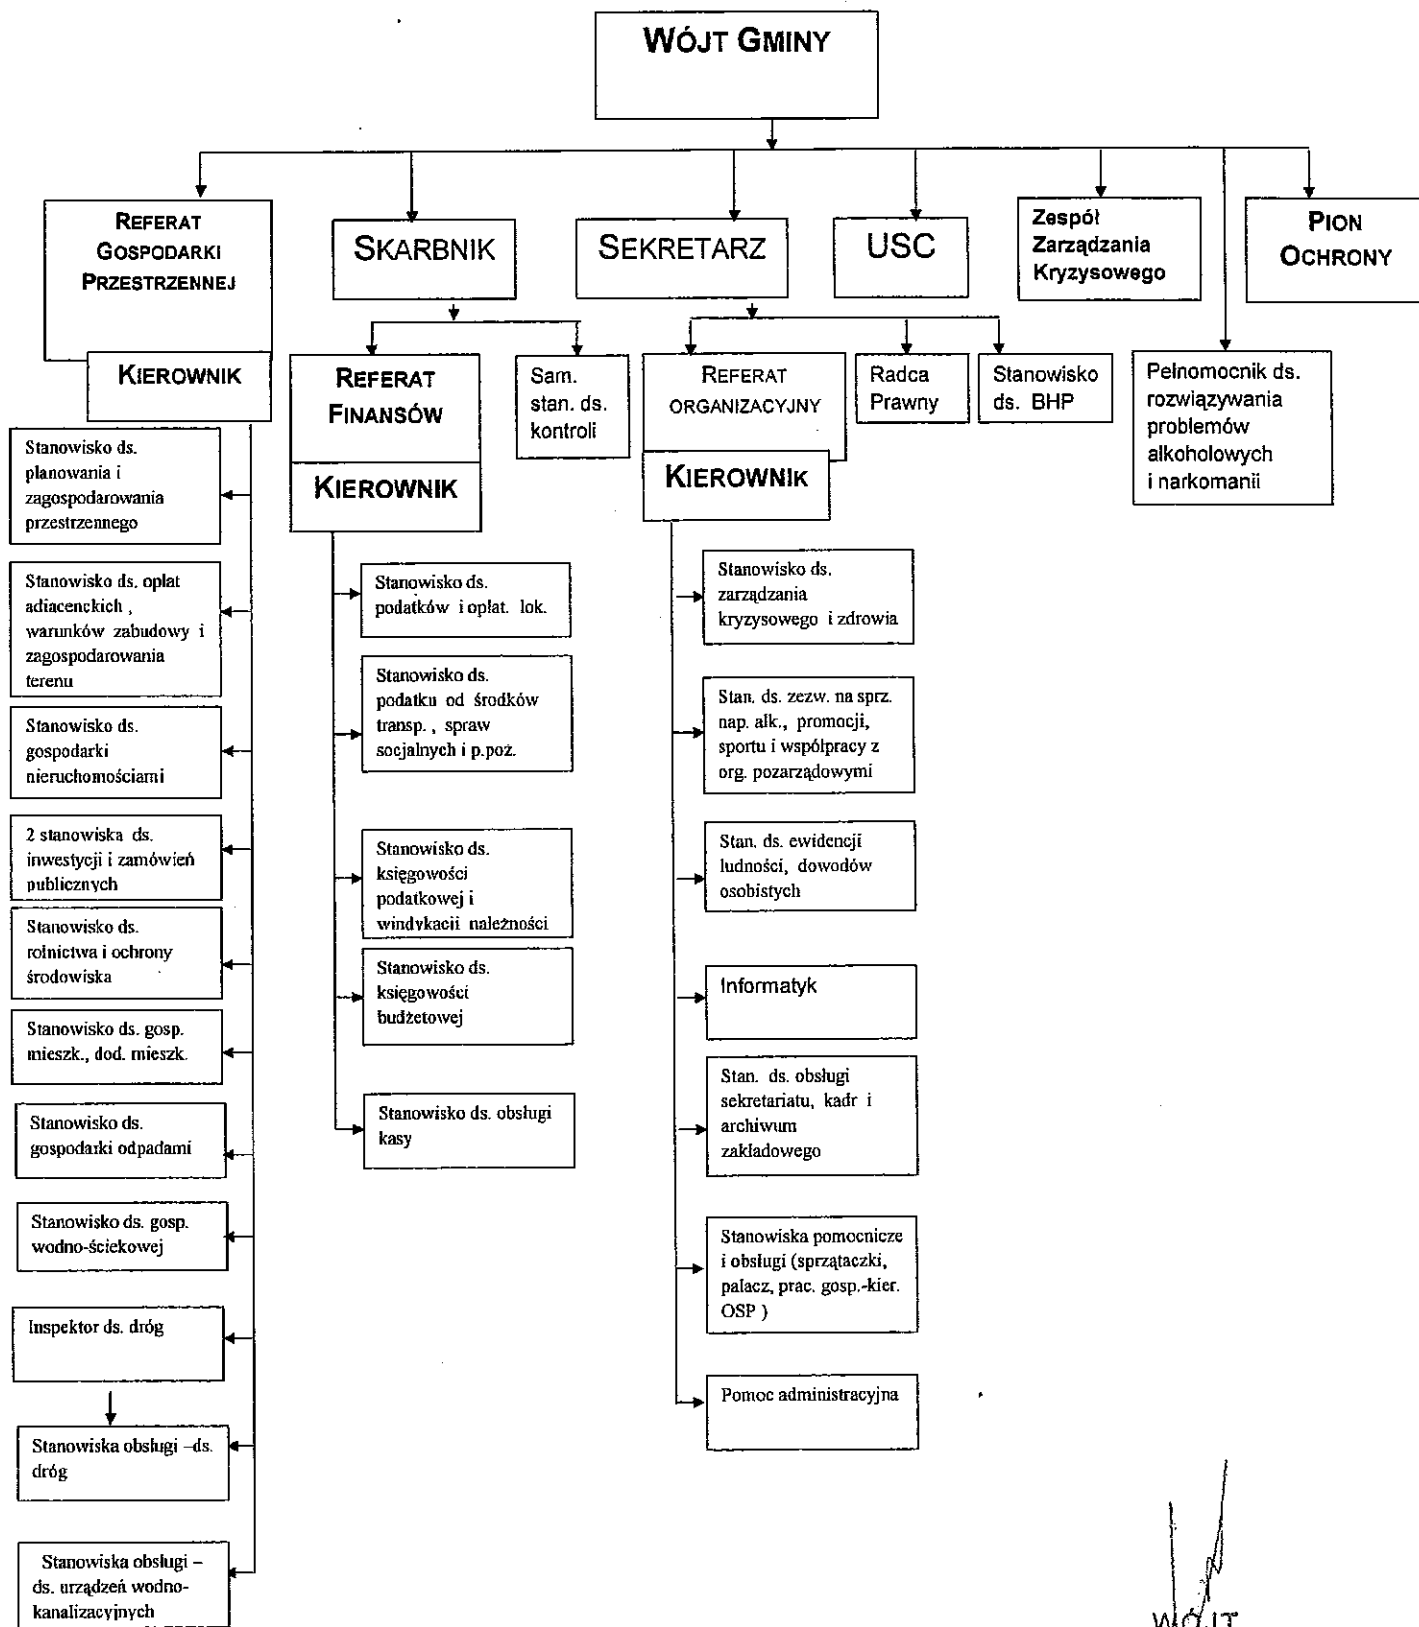 WÓJT GMINY
REFERAT
GOSPODARKI
PRZESTRZENNEJ
KIEROWNIK
SKARBNIK
SEKRETARZ
USC
Zespół
Zarządzania
Kryzysowego
PION
OCHRONY
REFERAT
FINANSÓW
KIEROWNIK
Sam.
stan. ds.
kontroli
REFERAT
ORGANIZACYJNY
KIEROWNIK
Radca
Prawny
Stanowisko
ds. BHP
Pełnomocnik ds.
rozwiązywania
problemów
alkoholowych
i narkomanii
Stanowisko ds.
planowania i
zagospodarowania
przestrzennego
Stanowisko ds. opłat
adiacenckich ,
warunków zabudowy i
zagospodarowania
terenu
Stanowisko ds.
gospodarki
nieruchomościami
2 stanowiska ds.
inwestycji i zamówień
publicznych
Stanowisko ds.
rolnictwa i ochrony
środowiska
Stanowisko ds. gosp.
mieszk., dod. mieszk.
Stanowisko ds.
gospodarki odpadami
Stanowisko ds. gosp.
wodno-ściekowej
Inspektor ds. dróg
Stanowiska obsługi –ds.
dróg
Stanowiska obsługi –
ds. urządzeń wodno-
kanalizacyjnych
Stanowisko ds.
podatków i opłat. lok.
Stanowisko ds.
podatku od środków
transp. , spraw
socjalnych i p.poż.
Stanowisko ds.
księgowości
podatkowej i
windykacji należności
Stanowisko ds.
księgowości
budżetowej
Stanowisko ds. obsługi
kasy
Stanowisko ds.
zarządzania
kryzysowego i zdrowia
Stan. ds. zezw. na sprz.
nap. alk., promocji,
sportu i współpracy z
org. pozarządowymi
Stan. ds. ewidencji
ludności, dowodów
osobistych
Informatyk
Stan. ds. obsługi
sekretariatu, kadr i
archiwum
zakładowego
Stanowiska pomocnicze
i obsługi (sprzątaczki,
palacz, prac. gosp.-kier.
OSP )
Pomoc administracyjna
WÓJT